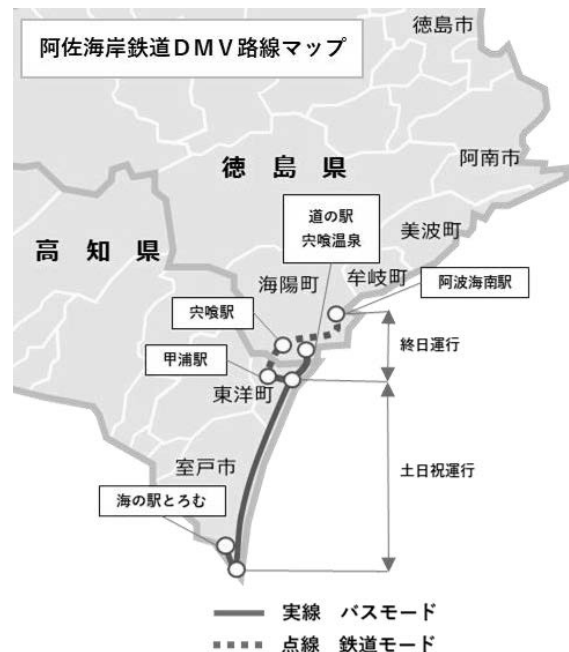 阿佐海岸鉄道DMV路線マップ
徳島市
徳島県
阿南市
高知県
道の駅
宍喰温泉
美波町
海陽町
牟岐町
阿波海南駅
宍喰駅
終日運行
甲浦駅
東洋町
土日祝運行
室戸市
海の駅とろむ
実線 バスモード
点線 鉄道モード